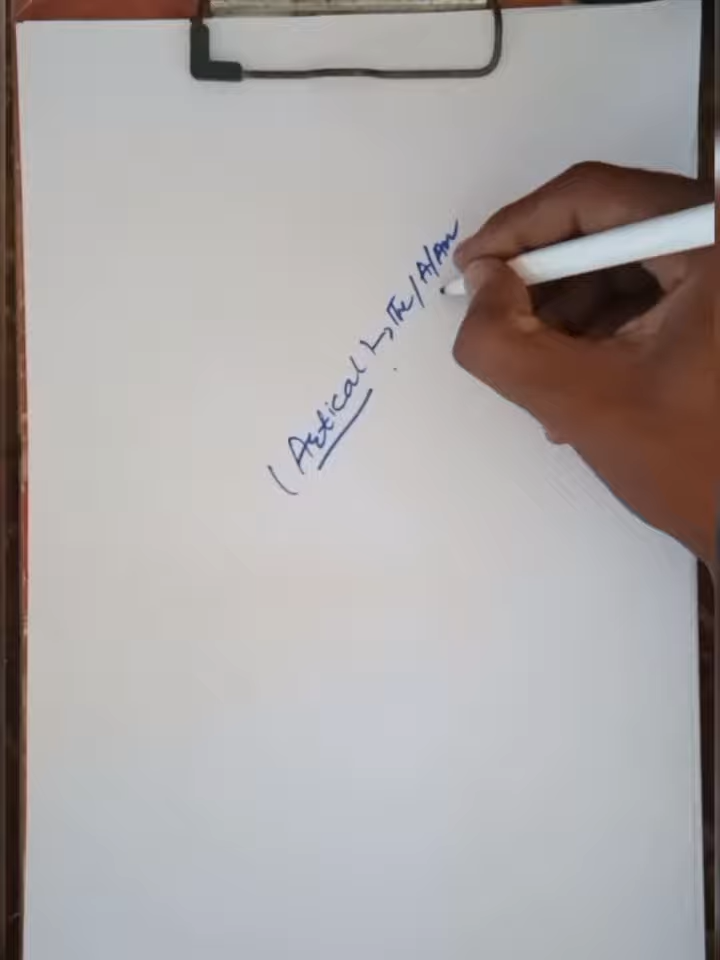 ( Artical ) → The / A / An